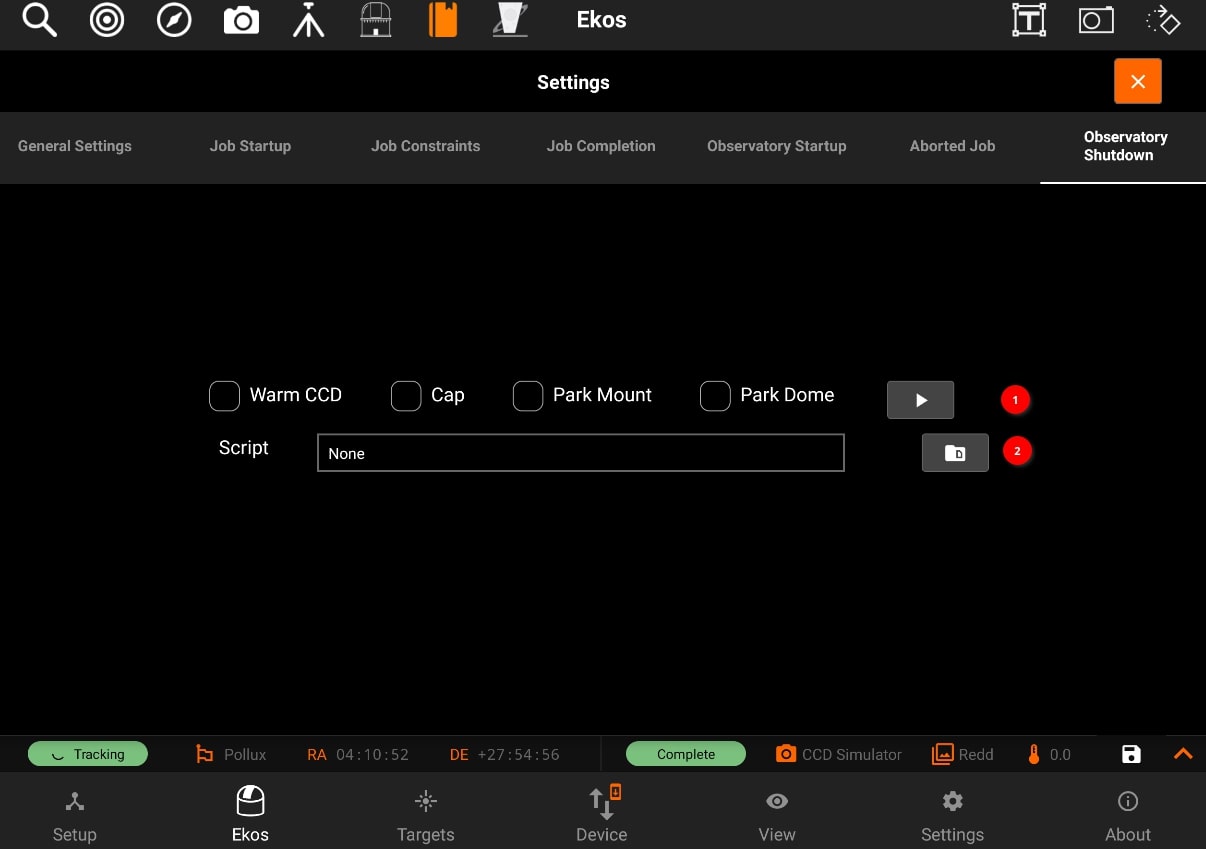 Ekos
Settings
General Settings
Job Startup
Job Constraints
Job Completion
Observatory Startup
Aborted Job
Observatory
Shutdown
Warm CCD
Cap
Park Mount
Park Dome
1
Script
None
2
Tracking
Pollux
RA 04:10:52
DE +27:54:56
Complete
CCD Simulator
Redd
0.0
Setup
Ekos
Targets
Device
View
Settings
About